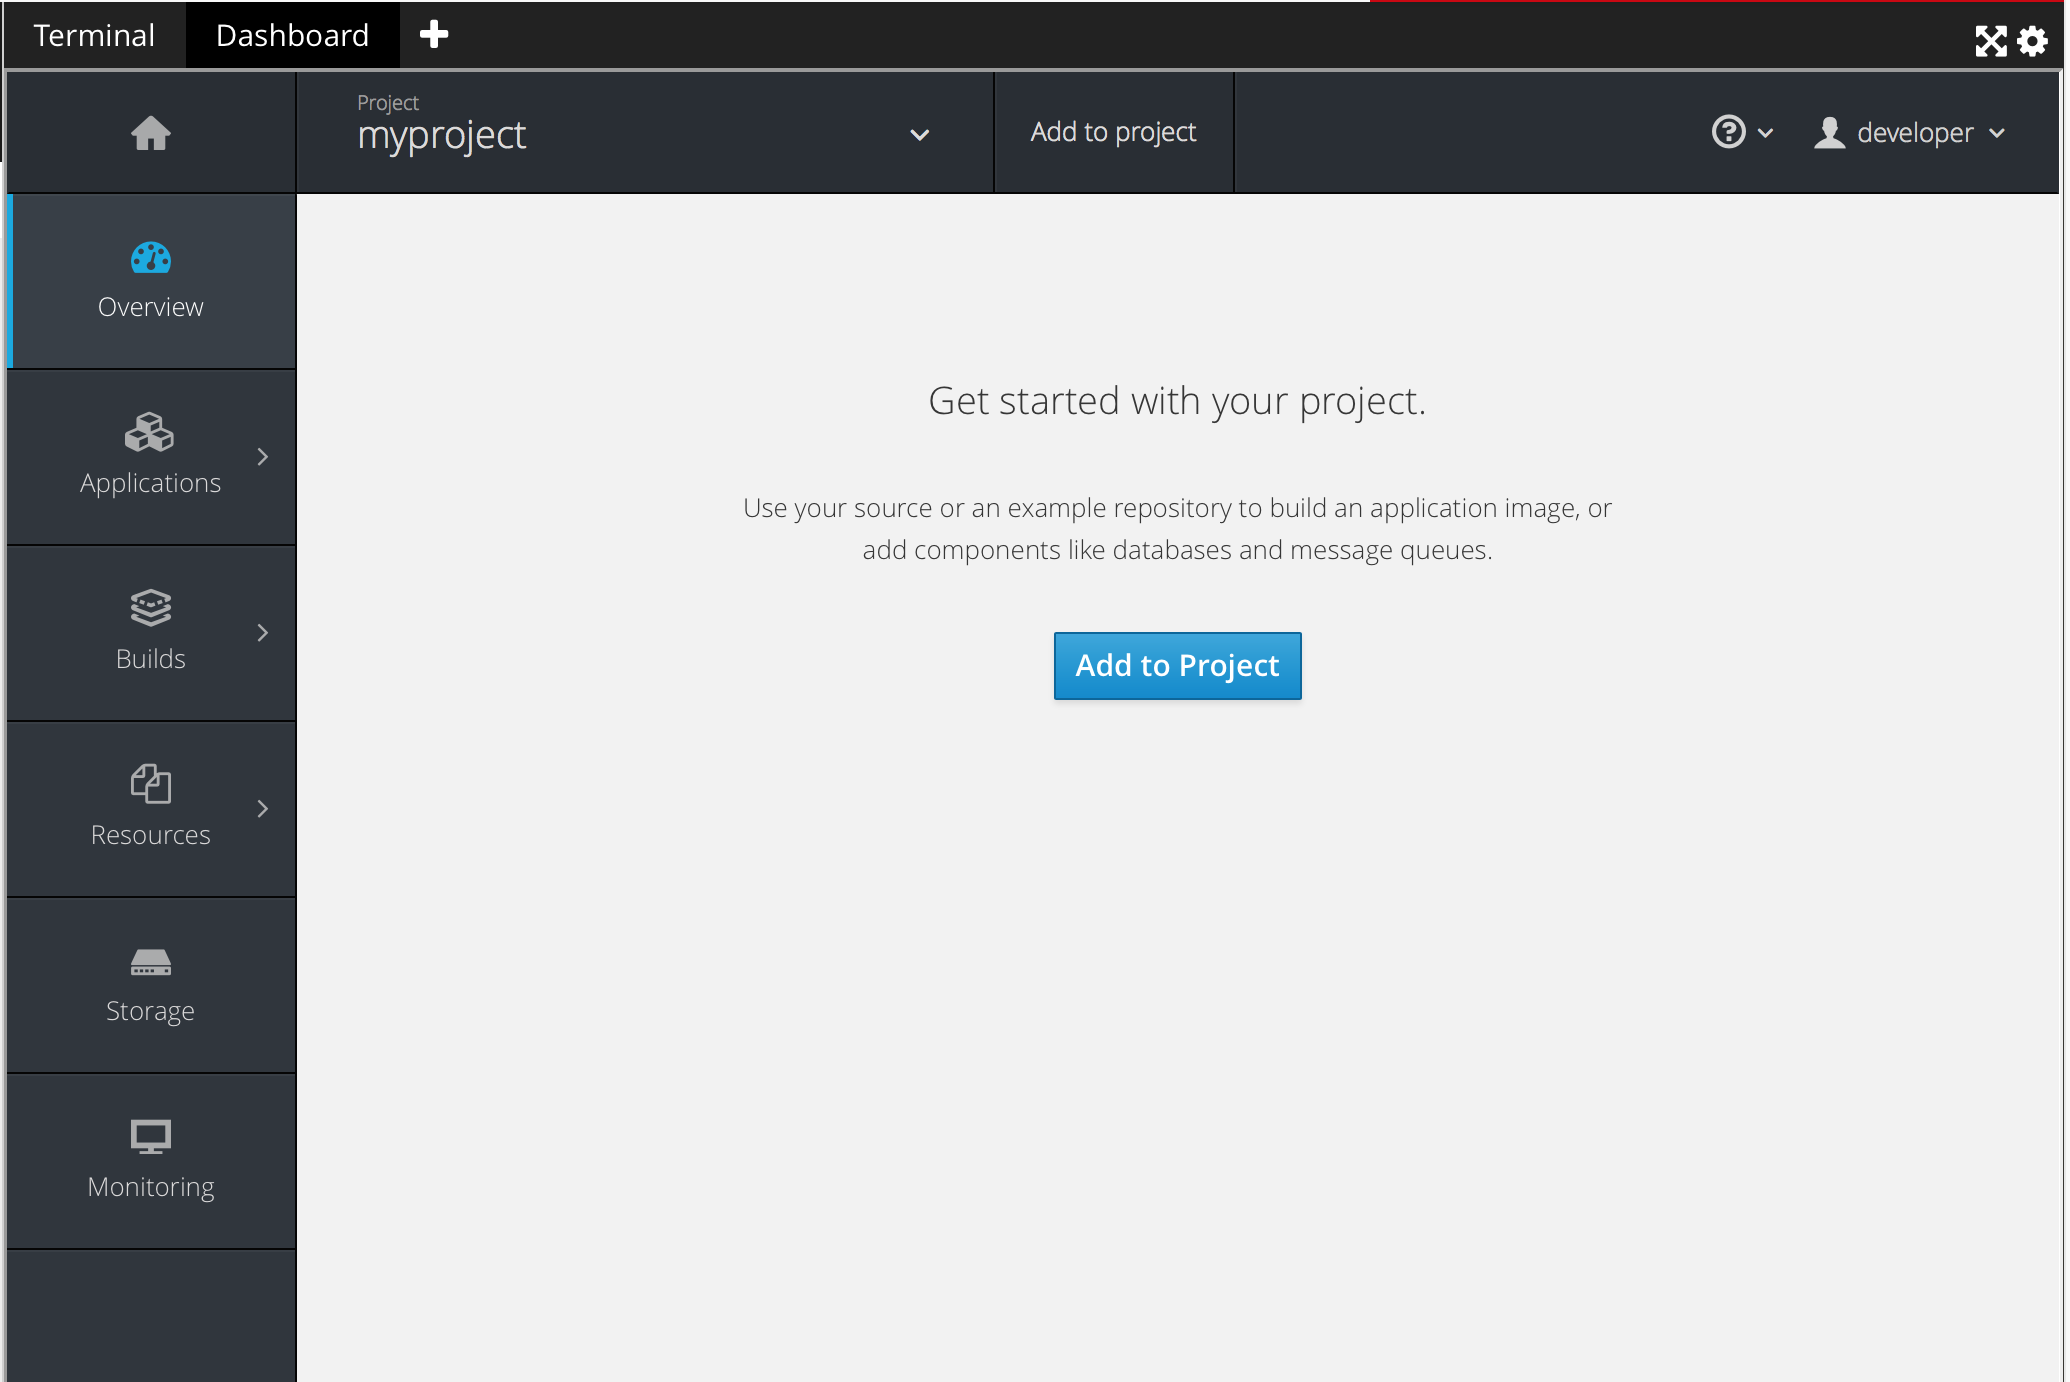 Terminal
Dashboard
Project
myproject
Add to project
developer
Overview
Applications
Builds
Resources
Storage
Monitoring
Get started with your project.
Use your source or an example repository to build an application image, or
add components like databases and message queues.
Add to Project